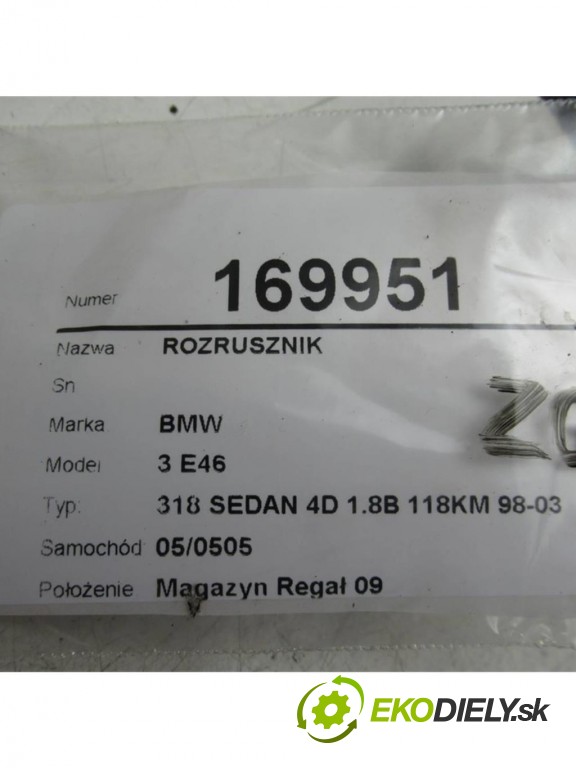 Numer 169951
Nazwa ROZRUSZNIK
Sn
Marka BMW
Model 3 E46
Typ: 318 SEDAN 4D 1.8B 118KM 98-03
Samochód 05/0505
Położenie Magazyn Regał 09
EKODIELY.sk